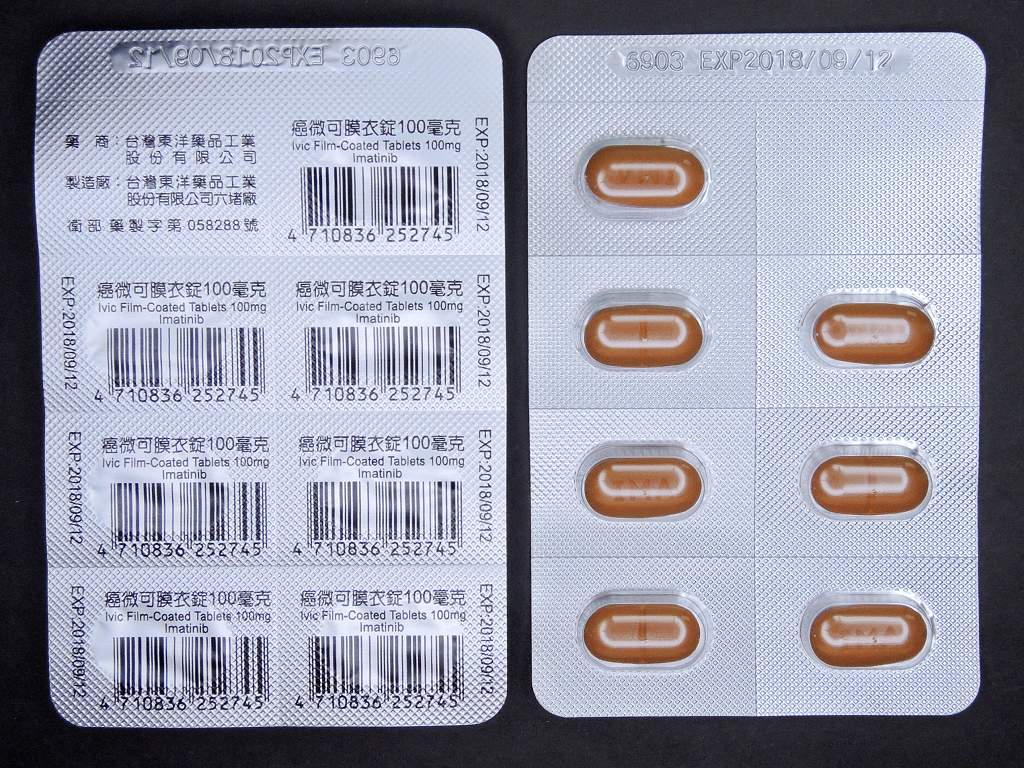 6903 EXP2018/09/12
藥 商：台灣東洋藥品工業
股份有限公司
製造廠：台灣東洋藥品工業
股份有限公司六堵廠
衛部藥製字第058288號
癌微可膜衣錠100毫克
Ivic Film-Coated Tablets 100mg
Imatinib
4 710836 252745
EXP:2018/09/12
EXP:2018/09/12
癌微可膜衣錠100毫克
Ivic Film-Coated Tablets 100mg
Imatinib
4 710836 252745
癌微可膜衣錠100毫克
Ivic Film-Coated Tablets 100mg
Imatinib
4 710836 252745
EXP:2018/09/12
EXP:2018/09/12
癌微可膜衣錠100毫克
Ivic Film-Coated Tablets 100mg
Imatinib
4 710836 252745
癌微可膜衣錠100毫克
Ivic Film-Coated Tablets 100mg
Imatinib
4 710836 252745
EXP:2018/09/12
EXP:2018/09/12
癌微可膜衣錠100毫克
Ivic Film-Coated Tablets 100mg
Imatinib
4 710836 252745
癌微可膜衣錠100毫克
Ivic Film-Coated Tablets 100mg
Imatinib
4 710836 252745
EXP:2018/09/12
6903 EXP2018/09/12